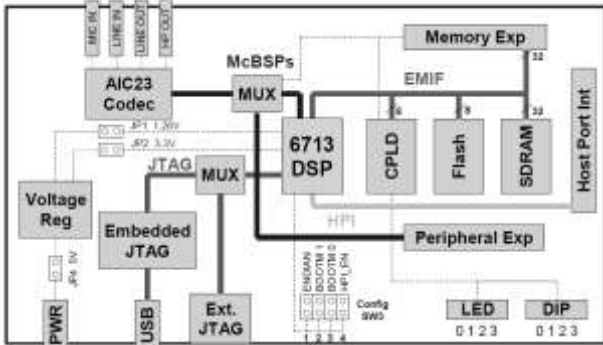 MIC IN
LINE IN
LINE OUT
HP OUT
Memory Exp
McBSPs
32
AIC23
Codec
MUX
EMIF
Host Port Int
JP1 1.26V
6713
DSP
8
8
32
CPLD
Flash
SDRAM
JP2 3.3V
JTAG
MUX
Voltage
Reg
HPI
Embedded
JTAG
Peripheral Exp
JP4 5V
ENDIAN
BOOTM 1
BOOTM 0
HPI_EN
Config
SW3
1 2 3 4
LED
DIP
0 1 2 3
0 1 2 3
PWR
USB
Ext.
JTAG